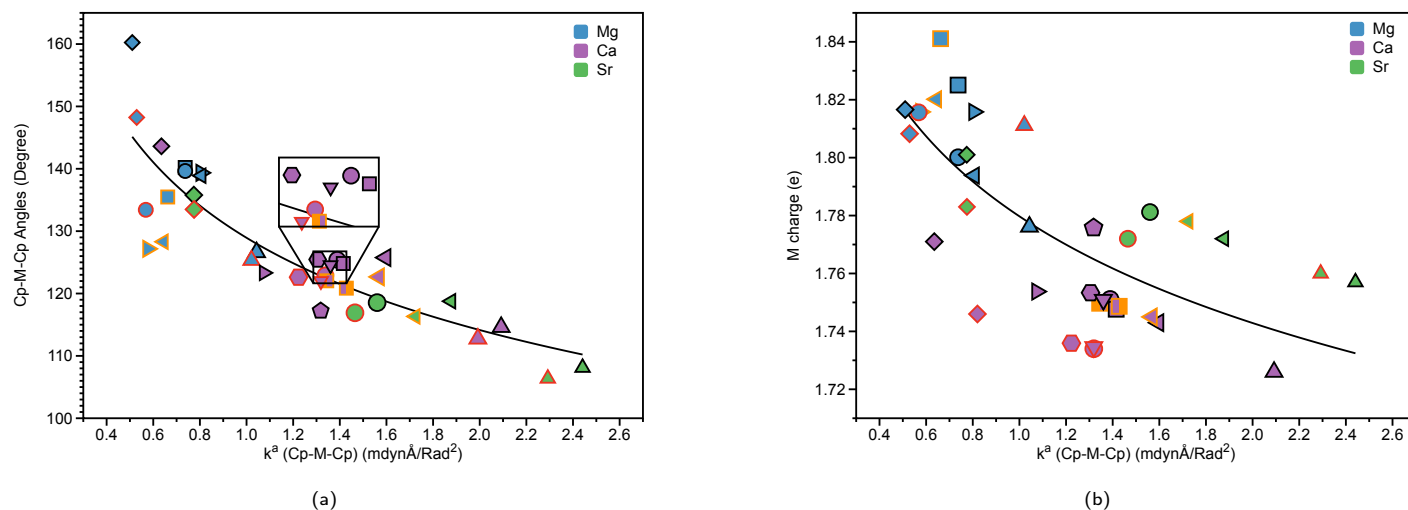 160
150
140
130
120
110
100
Cp-M-Cp Angles (Degree)
Mg
Ca
Sr
0.4 0.6 0.8 1.0 1.2 1.4 1.6 1.8 2.0 2.2 2.4 2.6
kᵃ (Cp-M-Cp) (mdynÅ/Rad²)
(a)
1.84
1.82
1.80
1.78
1.76
1.74
1.72
M charge (e)
Mg
Ca
Sr
0.4 0.6 0.8 1.0 1.2 1.4 1.6 1.8 2.0 2.2 2.4 2.6
kᵃ (Cp-M-Cp) (mdynÅ/Rad²)
(b)